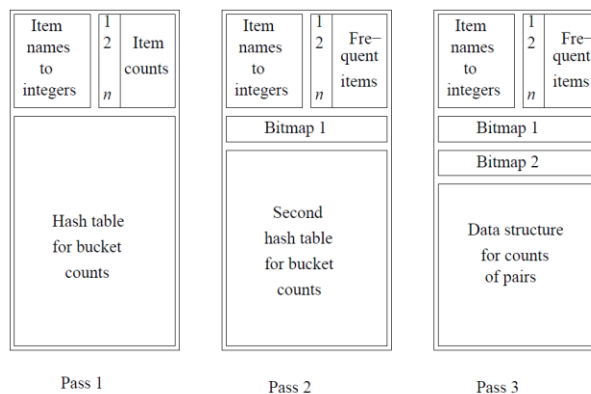 Item
names
to
integers
1
2
n
Item
counts
Hash table
for bucket
counts
Pass 1
Item
names
to
integers
1
2
n
Fre−
quent
items
Bitmap 1
Second
hash table
for bucket
counts
Pass 2
Item
names
to
integers
1
2
n
Fre−
quent
items
Bitmap 1
Bitmap 2
Data structure
for counts
of pairs
Pass 3